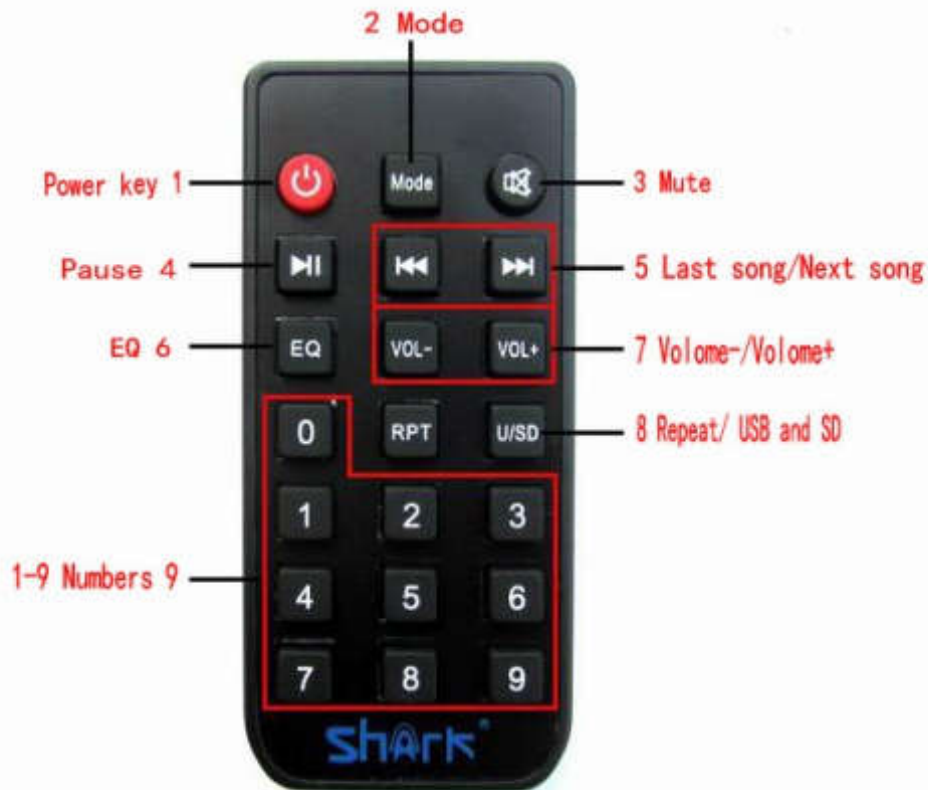 2 Mode
Power key 1
Mode
3 Mute
Pause 4
5 Last song/Next song
EQ 6
EQ
VOL-
VOL+
7 Volome-/Volome+
0
RPT
U/SD
8 Repeat/ USB and SD
1
2
3
1-9 Numbers 9
4
5
6
7
8
9
Shark®